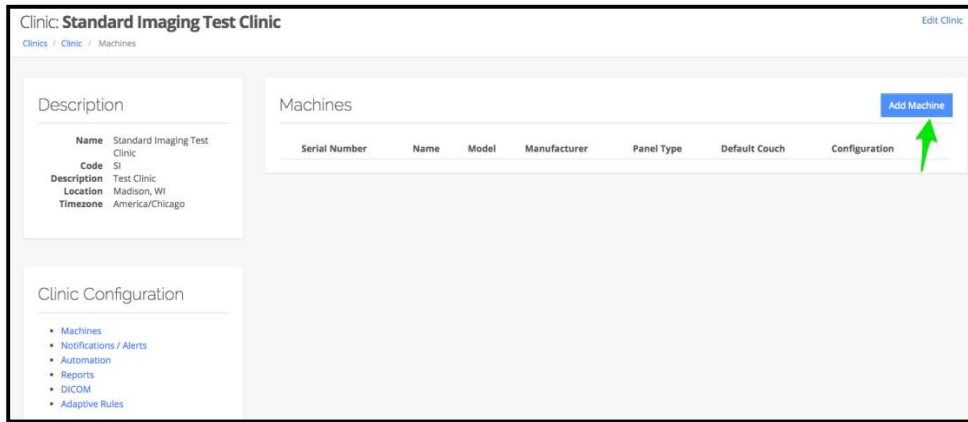 Clinic: Standard Imaging Test Clinic
Edit Clinic
Clinics / Clinic / Machines
Description
Name Standard Imaging Test
Clinic
Code SI
Description Test Clinic
Location Madison, WI
Timezone America/Chicago
Machines
Add Machine
Serial Number Name Model Manufacturer Panel Type Default Couch Configuration
Clinic Configuration
• Machines
• Notifications / Alerts
• Automation
• Reports
• DICOM
• Adaptive Rules